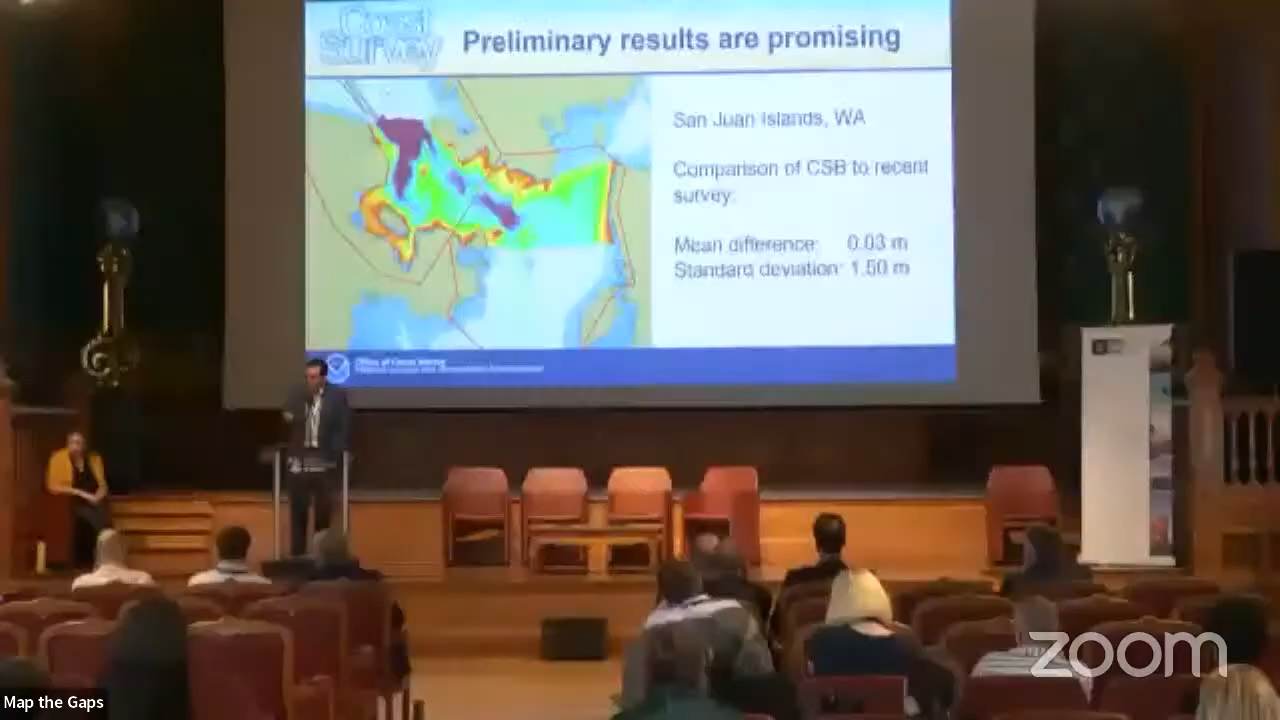 Coast
Survey
Preliminary results are promising
San Juan Islands, WA
Comparison of CSB to recent
survey:
Mean difference: 0.03 m
Standard deviation: 1.50 m
Office of Coast Survey
zoom
Map the Gaps